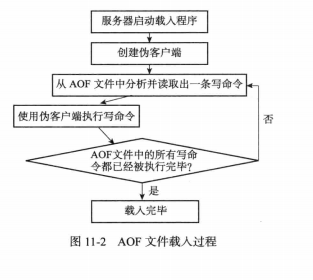 服务器启动载入程序
创建伪客户端
从 AOF 文件中分析并读取出一条写命令
使用伪客户端执行写命令
否
AOF文件中的所有写命
令都已经被执行完毕?
是
载入完毕
图 11-2 AOF 文件载入过程